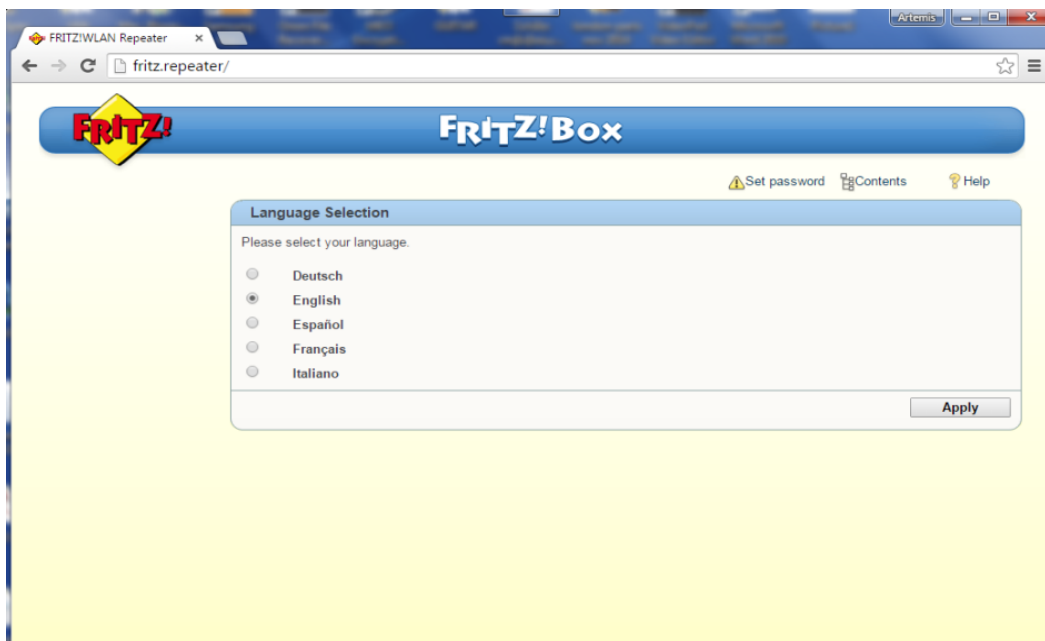 Artemis
FRITZ!WLAN Repeater
fritz.repeater/
FRITZ! FRITZ!Box
Set password Contents Help
Language Selection
Please select your language.
Deutsch
English
Español
Français
Italiano
Apply